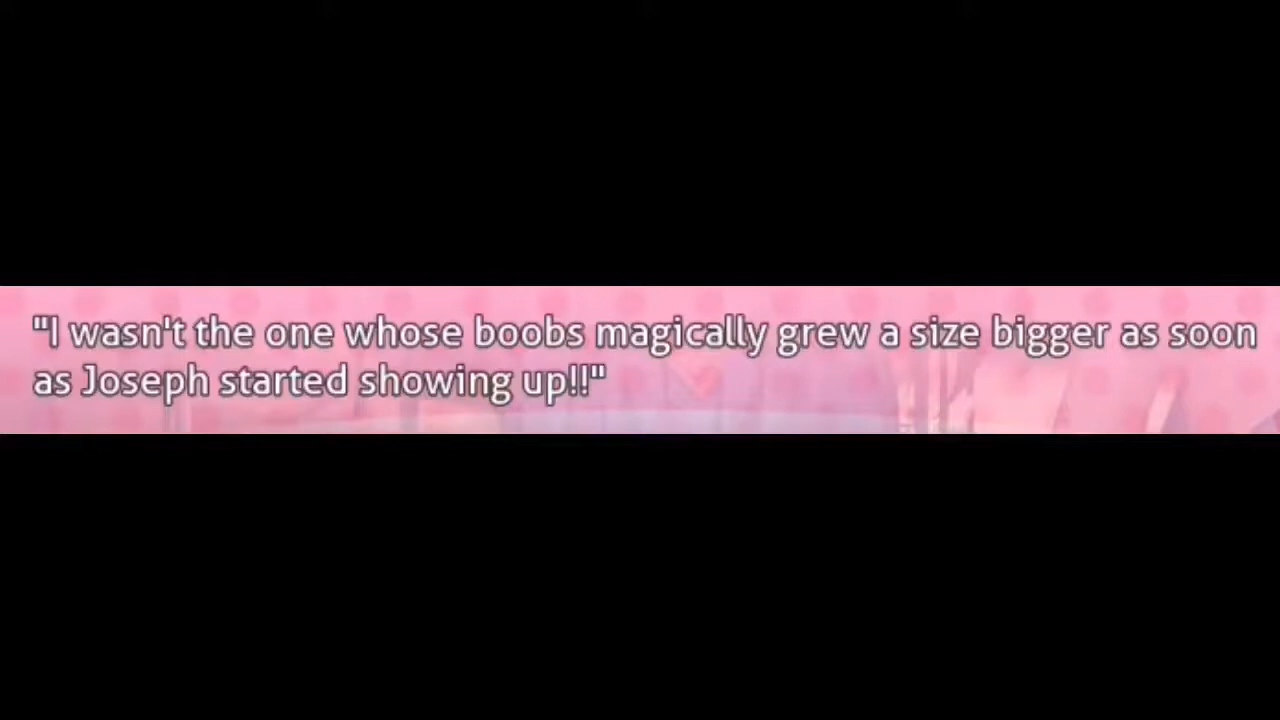 "I wasn't the one whose boobs magically grew a size bigger as soon
as Joseph started showing up!!"